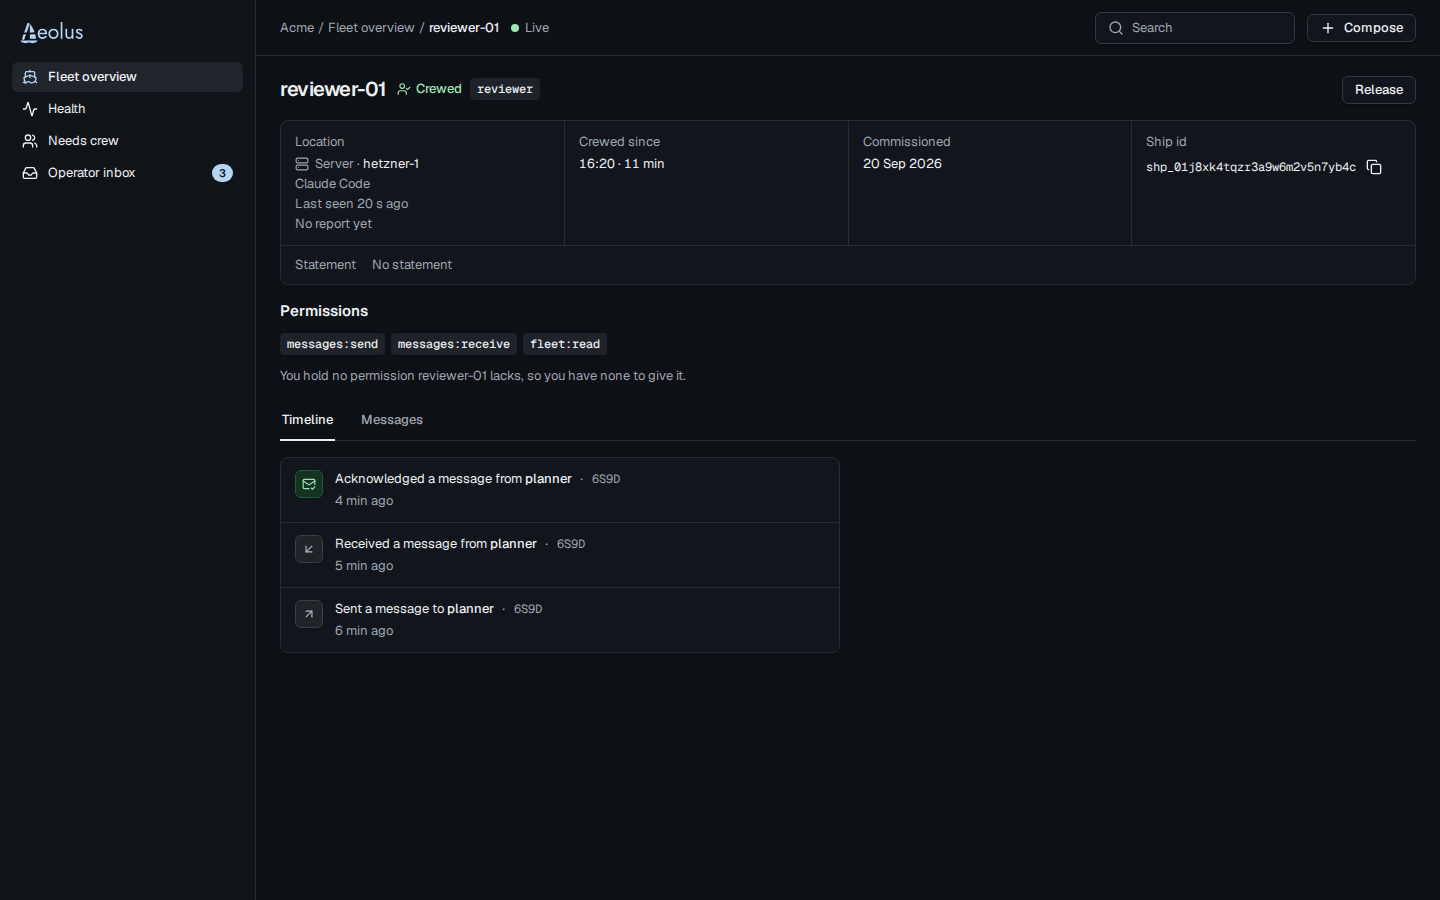 Aeolus
Fleet overview
Health
Needs crew
Operator inbox 3
Acme / Fleet overview / reviewer-01 Live
Search
Compose
reviewer-01 Crewed reviewer
Release
Location
Server · hetzner-1
Claude Code
Last seen 20 s ago
No report yet
Crewed since
16:20 · 11 min
Commissioned
20 Sep 2026
Ship id
shp_01j8xk4tqzr3a9w6m2v5n7yb4c
Statement No statement
Permissions
messages:send messages:receive fleet:read
You hold no permission reviewer-01 lacks, so you have none to give it.
Timeline Messages
Acknowledged a message from planner · 6S9D
4 min ago
Received a message from planner · 6S9D
5 min ago
Sent a message to planner · 6S9D
6 min ago